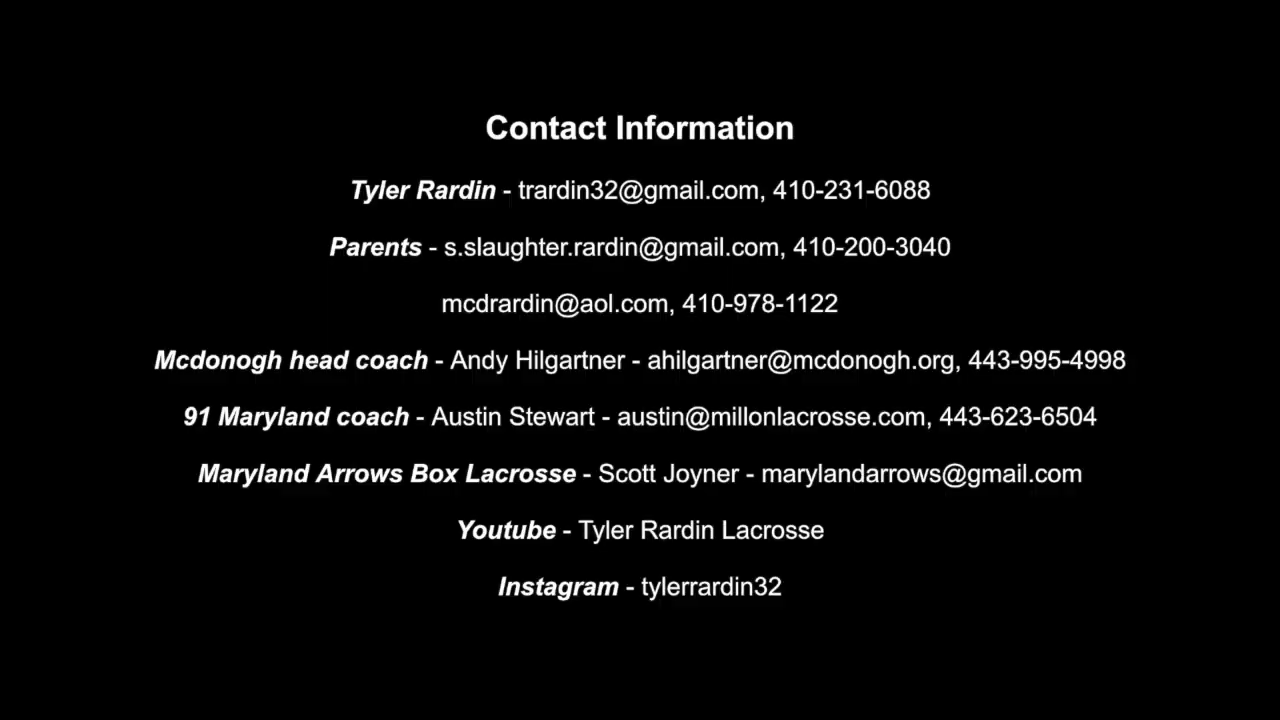 Contact Information
Tyler Rardin - trardin32@gmail.com, 410-231-6088
Parents - s.slaughter.rardin@gmail.com, 410-200-3040
mcdrardin@aol.com, 410-978-1122
Mcdonogh head coach - Andy Hilgartner - ahilgartner@mcdonogh.org, 443-995-4998
91 Maryland coach - Austin Stewart - austin@millonlacrosse.com, 443-623-6504
Maryland Arrows Box Lacrosse - Scott Joyner - marylandarrows@gmail.com
Youtube - Tyler Rardin Lacrosse
Instagram - tylerrardin32